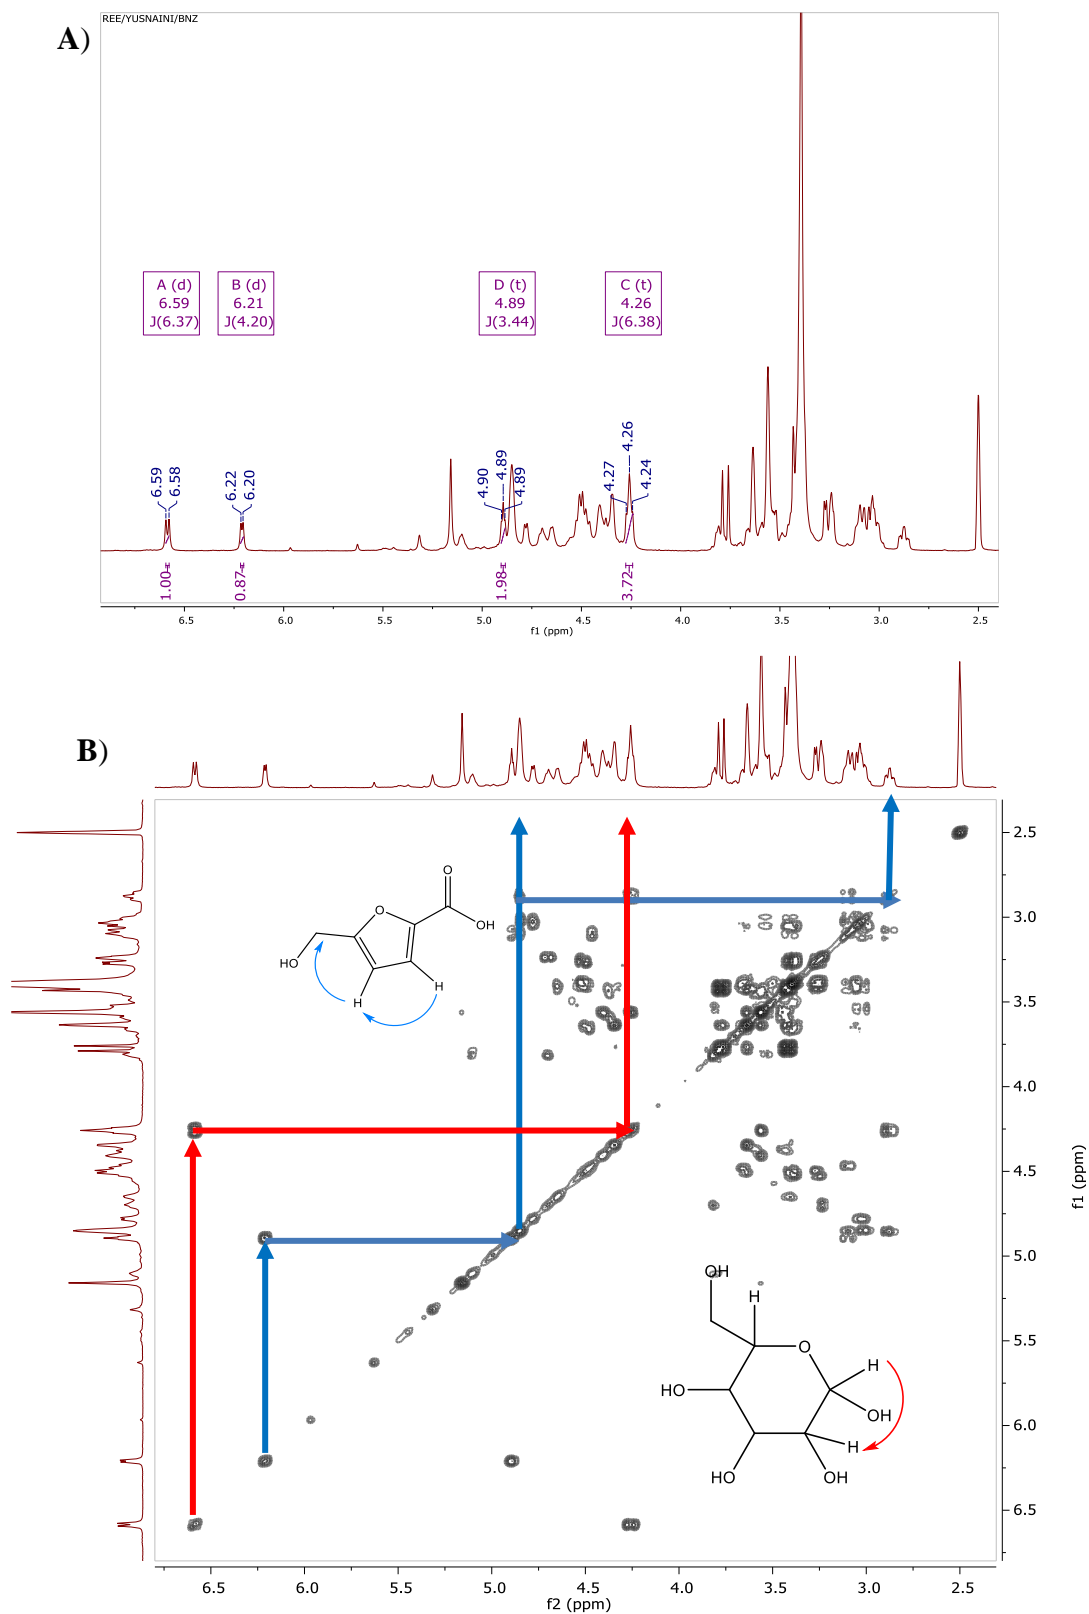 REE/YUSNAINI/BNZ
A)
A (d)
6.59
J(6.37)
B (d)
6.21
J(4.20)
D (t)
4.89
J(3.44)
C (t)
4.26
J(6.38)
6.59
6.58
6.22
6.20
4.90
4.89
4.89
4.27
4.26
4.24
1.00
0.87
1.98
3.72
6.5 6.0 5.5 5.0 4.5 4.0 3.5 3.0 2.5
f1 (ppm)
B)
O
O
OH
HO
H
H
2.5
3.0
3.5
4.0
4.5
5.0
5.5
6.0
6.5
f1 (ppm)
OH
H
O
H
HO
OH
H
HO
OH
6.5 6.0 5.5 5.0 4.5 4.0 3.5 3.0 2.5
f2 (ppm)